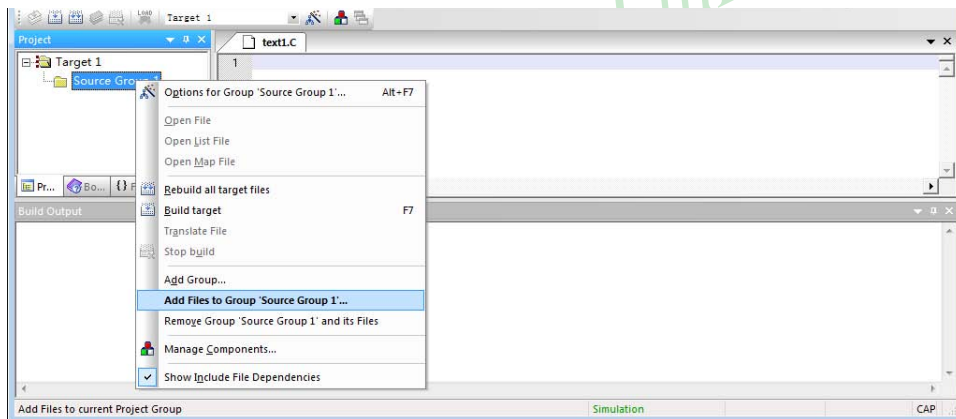 LOAD
Target 1
Project
text1.C
Target 1
1
Source Group 1
Options for Group 'Source Group 1'... Alt+F7
Open File
Open List File
Open Map File
Pr... Bo... {} F
Rebuild all target files
Build Output
Build target F7
Translate File
Stop build
Add Group...
Add Files to Group 'Source Group 1'...
Remove Group 'Source Group 1' and its Files
Manage Components...
Show Include File Dependencies
Add Files to current Project Group Simulation CAP